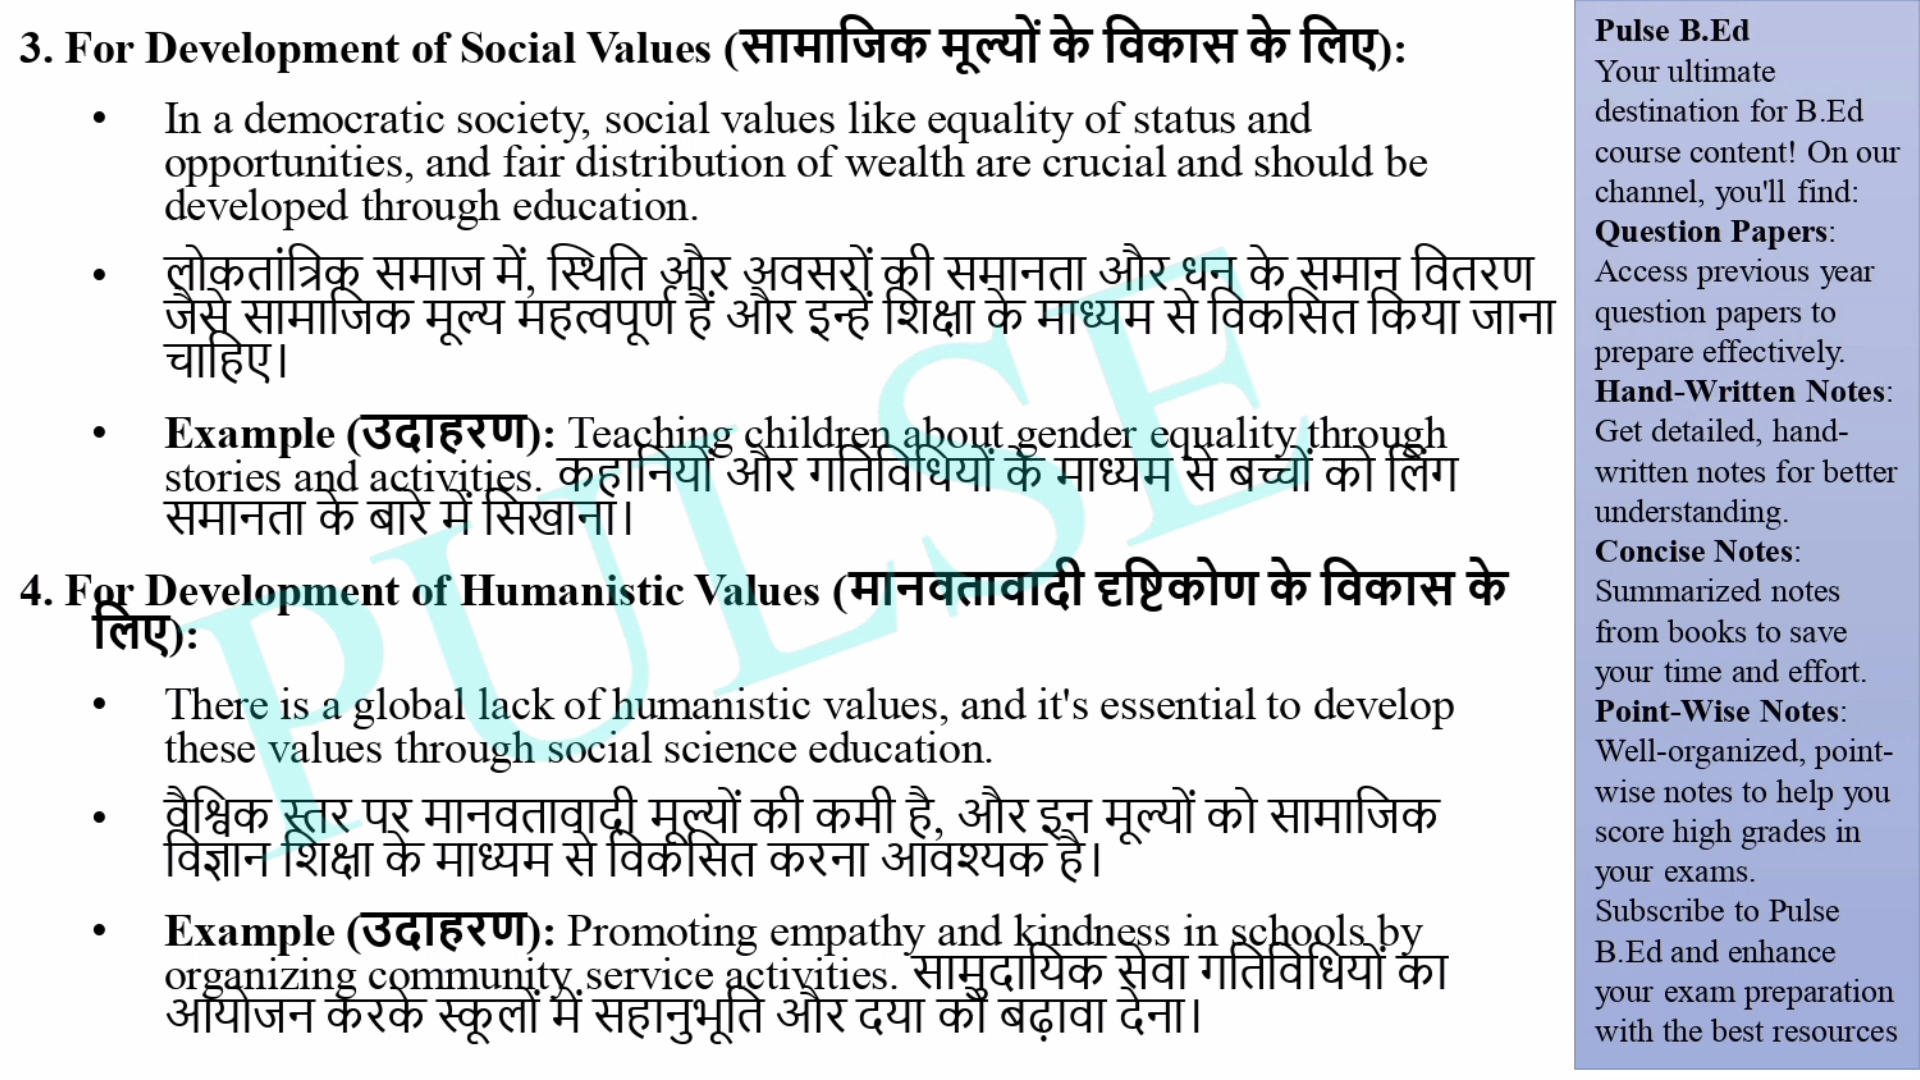 3. For Development of Social Values (सामाजिक मूल्यों के विकास के लिए):
• In a democratic society, social values like equality of status and
opportunities, and fair distribution of wealth are crucial and should be
developed through education.
• लोकतांत्रिक समाज में, स्थिति और अवसरों की समानता और धन के समान वितरण
जैसे सामाजिक मूल्य महत्वपूर्ण हैं और इन्हें शिक्षा के माध्यम से विकसित किया जाना
चाहिए।
• Example (उदाहरण): Teaching children about gender equality through
stories and activities. कहानियों और गतिविधियों के माध्यम से बच्चों को लिंग
समानता के बारे में सिखाना।
4. For Development of Humanistic Values (मानवतावादी दृष्टिकोण के विकास के
लिए):
• There is a global lack of humanistic values, and it's essential to develop
these values through social science education.
• वैश्विक स्तर पर मानवतावादी मूल्यों की कमी है, और इन मूल्यों को सामाजिक
विज्ञान शिक्षा के माध्यम से विकसित करना आवश्यक है।
• Example (उदाहरण): Promoting empathy and kindness in schools by
organizing community service activities. सामुदायिक सेवा गतिविधियों का
आयोजन करके स्कूलों में सहानुभूति और दया को बढ़ावा देना।
PULSE
Pulse B.Ed
Your ultimate
destination for B.Ed
course content! On our
channel, you'll find:
Question Papers:
Access previous year
question papers to
prepare effectively.
Hand-Written Notes:
Get detailed, hand-
written notes for better
understanding.
Concise Notes:
Summarized notes
from books to save
your time and effort.
Point-Wise Notes:
Well-organized, point-
wise notes to help you
score high grades in
your exams.
Subscribe to Pulse
B.Ed and enhance
your exam preparation
with the best resources